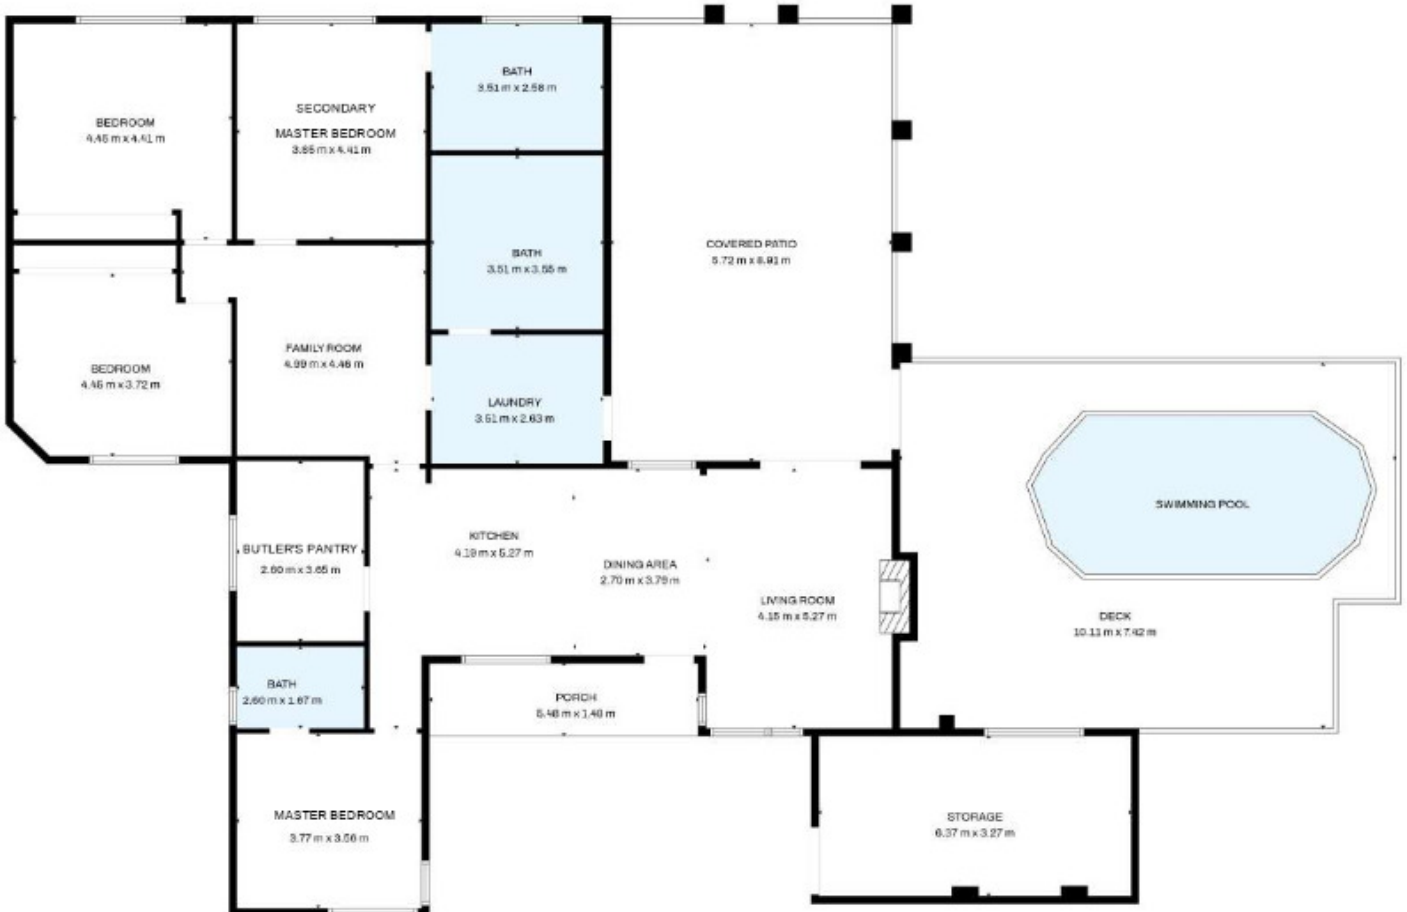 BATH
3.51 m x 2.58 m
BEDROOM
4.46 m x 4.41 m
SECONDARY
MASTER BEDROOM
3.85 m x 4.41 m
BATH
3.51 m x 3.55 m
COVERED PATIO
5.72 m x 8.91 m
FAMILY ROOM
4.99 m x 4.46 m
BEDROOM
4.46 m x 3.72 m
LAUNDRY
3.51 m x 2.63 m
SWIMMING POOL
KITCHEN
4.19 m x 5.27 m
BUTLER'S PANTRY
2.60 m x 3.65 m
DINING AREA
2.70 m x 3.79 m
LIVING ROOM
4.15 m x 5.27 m
DECK
10.11 m x 7.42 m
BATH
2.60 m x 1.67 m
PORCH
5.48 m x 1.40 m
MASTER BEDROOM
3.77 m x 3.56 m
STORAGE
6.37 m x 3.27 m